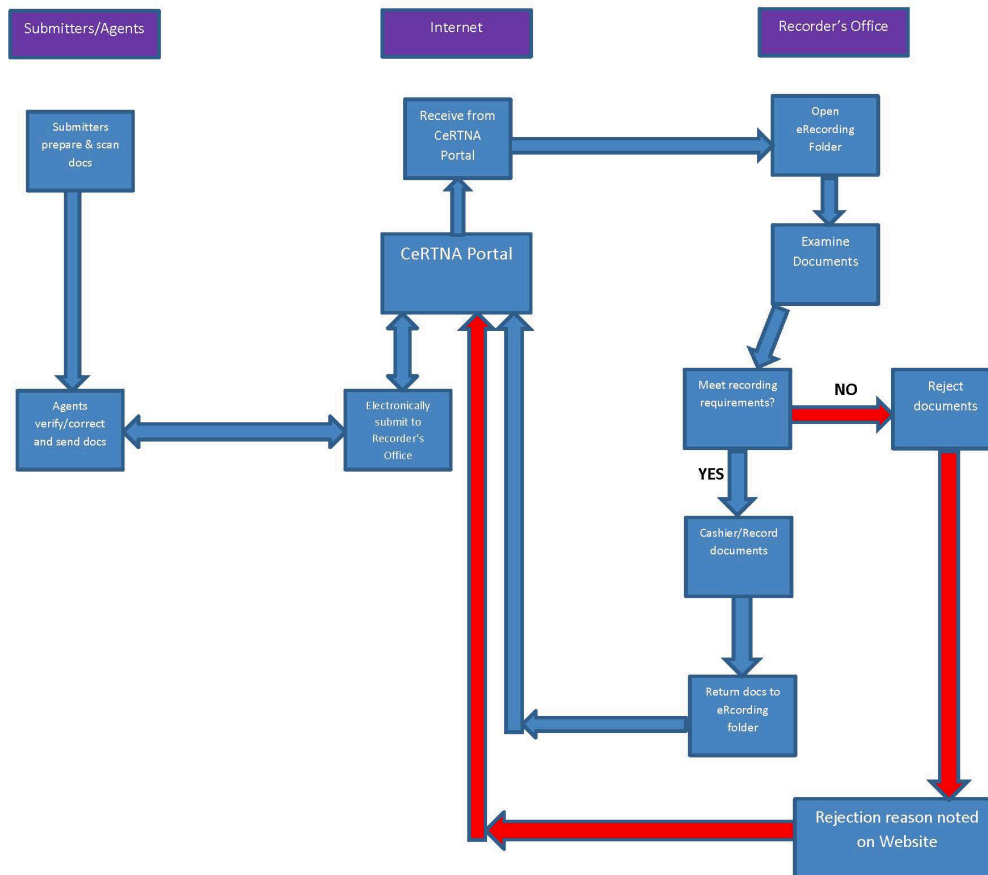 Submitters/Agents
Internet
Recorder's Office
Submitters
prepare & scan
docs
Receive from
CeRTNA
Portal
Open
eRecording
Folder
CeRTNA Portal
Examine
Documents
Agents
verify/correct
and send docs
Electronically
submit to
Recorder's
Office
Meet recording
requirements?
NO
Reject
documents
YES
Cashier/Record
documents
Return docs to
eRcording
folder
Rejection reason noted
on Website